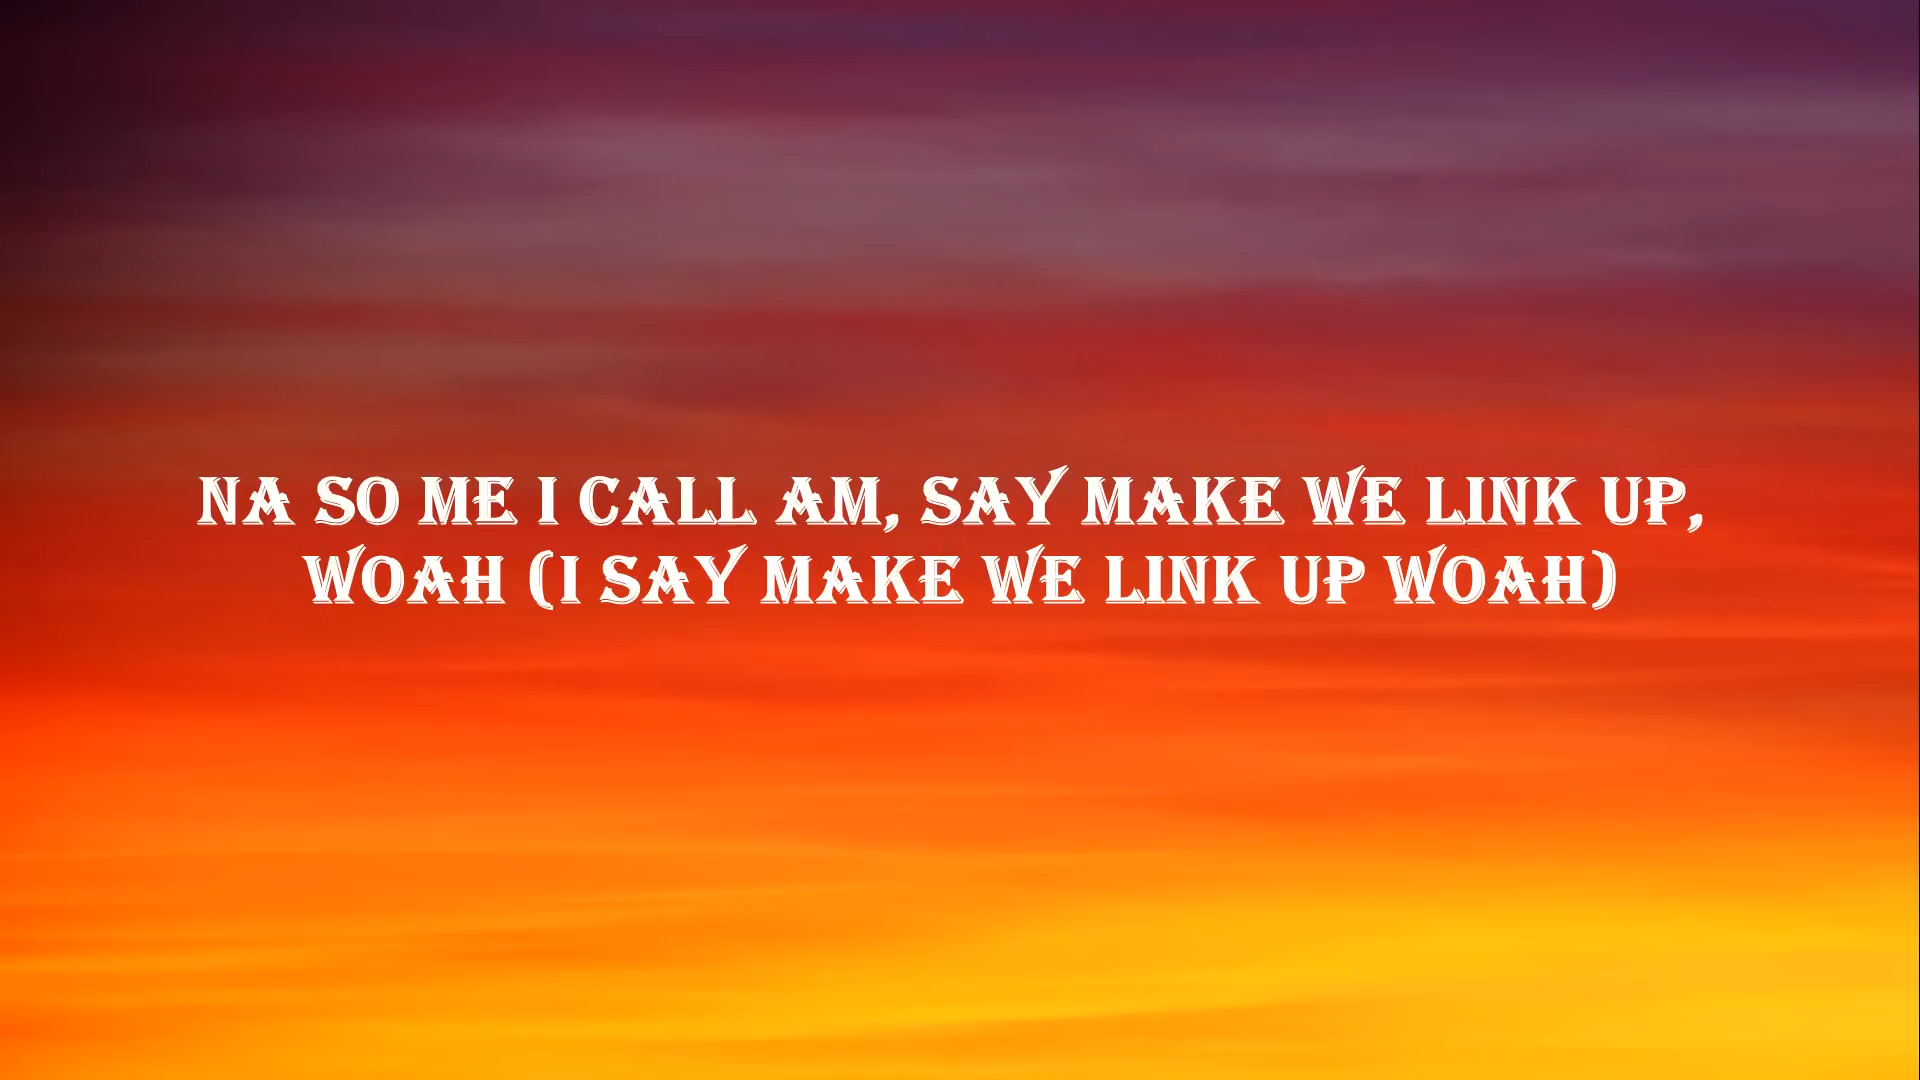 NA SO ME I CALL AM, SAY MAKE WE LINK UP,
WOAH (I SAY MAKE WE LINK UP WOAH)